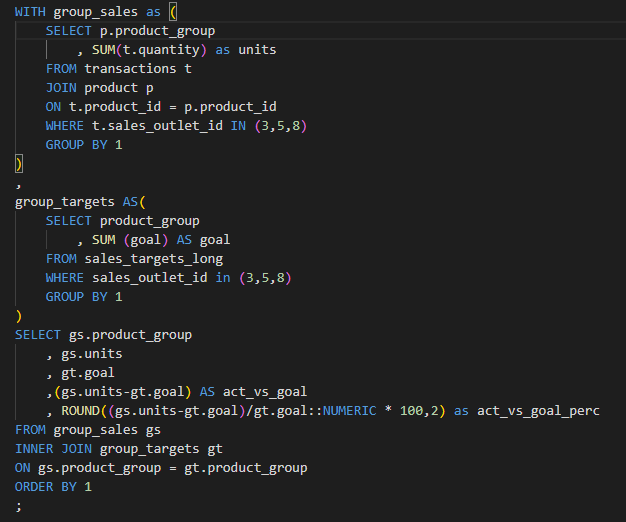 WITH group_sales as (
    SELECT p.product_group
        , SUM(t.quantity) as units
    FROM transactions t
    JOIN product p
    ON t.product_id = p.product_id
    WHERE t.sales_outlet_id IN (3,5,8)
    GROUP BY 1
)
,
group_targets AS(
    SELECT product_group
        , SUM (goal) AS goal
    FROM sales_targets_long
    WHERE sales_outlet_id in (3,5,8)
    GROUP BY 1
)
SELECT gs.product_group
    , gs.units
    , gt.goal
    ,(gs.units-gt.goal) AS act_vs_goal
    , ROUND((gs.units-gt.goal)/gt.goal::NUMERIC * 100,2) as act_vs_goal_perc
FROM group_sales gs
INNER JOIN group_targets gt
ON gs.product_group = gt.product_group
ORDER BY 1
;